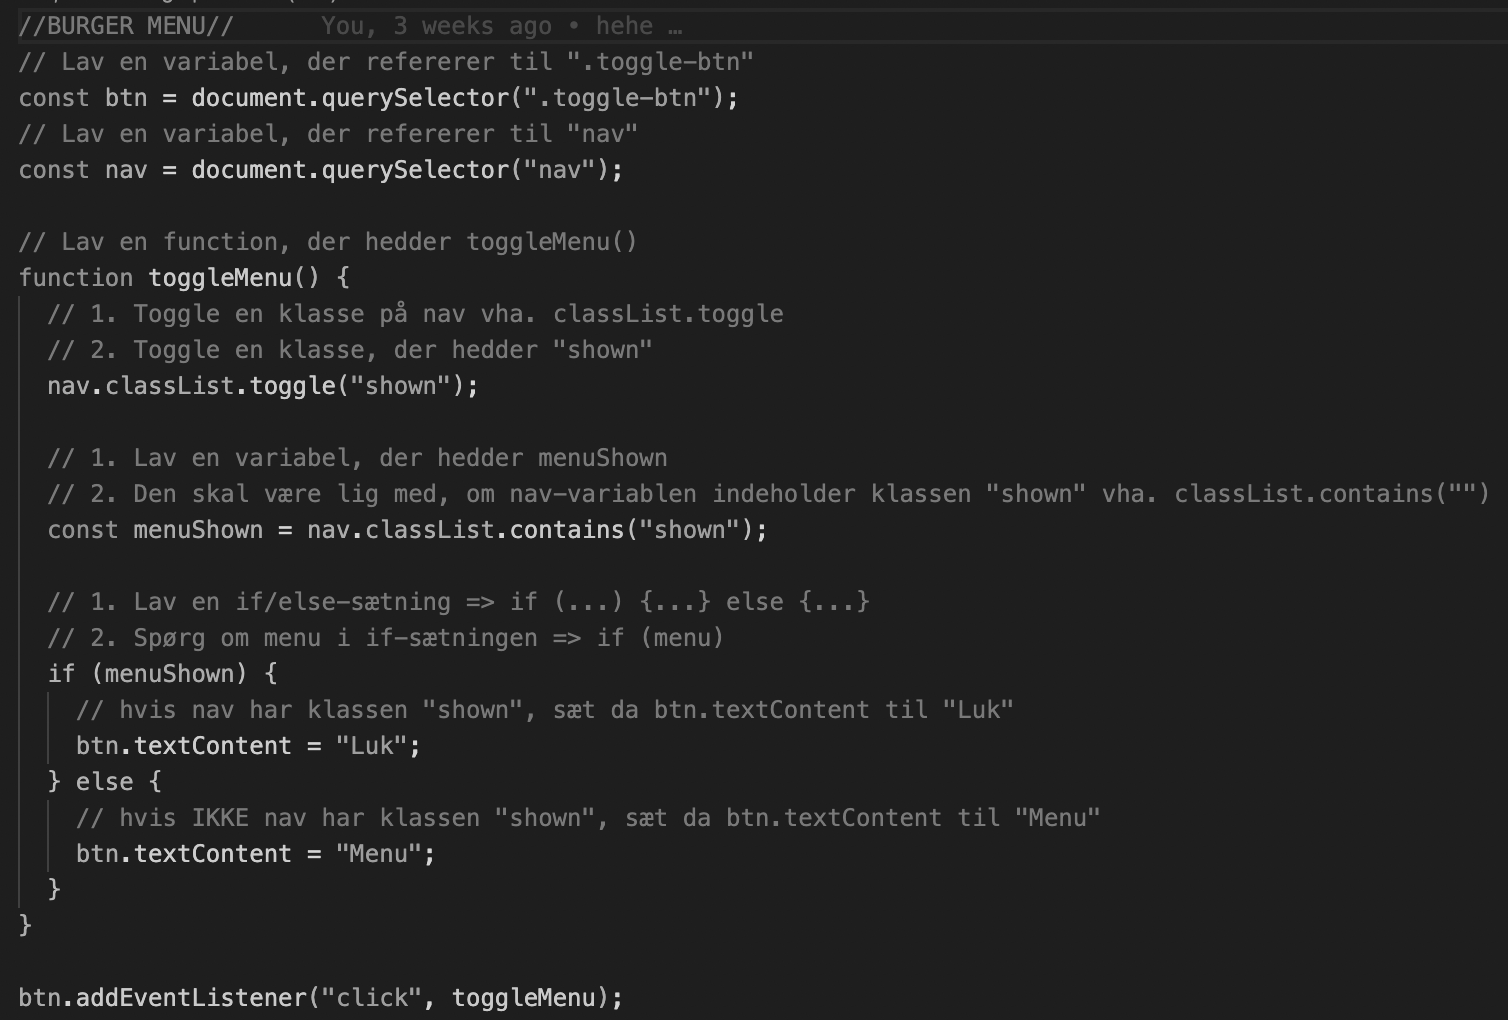 //BURGER MENU// You, 3 weeks ago • hehe …
// Lav en variabel, der refererer til ".toggle-btn"
const btn = document.querySelector(".toggle-btn");
// Lav en variabel, der refererer til "nav"
const nav = document.querySelector("nav");
// Lav en function, der hedder toggleMenu()
function toggleMenu() {
// 1. Toggle en klasse på nav vha. classList.toggle
// 2. Toggle en klasse, der hedder "shown"
nav.classList.toggle("shown");
// 1. Lav en variabel, der hedder menuShown
// 2. Den skal være lig med, om nav-variablen indeholder klassen "shown" vha. classList.contains("")
const menuShown = nav.classList.contains("shown");
// 1. Lav en if/else-sætning => if (...) {...} else {...}
// 2. Spørg om menu i if-sætningen => if (menu)
if (menuShown) {
// hvis nav har klassen "shown", sæt da btn.textContent til "Luk"
btn.textContent = "Luk";
} else {
// hvis IKKE nav har klassen "shown", sæt da btn.textContent til "Menu"
btn.textContent = "Menu";
}
}
btn.addEventListener("click", toggleMenu);